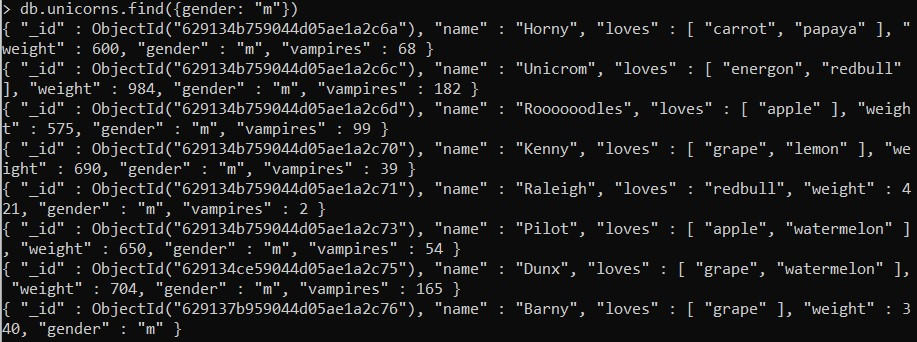 > db.unicorns.find({gender: "m"})
{ "_id" : ObjectId("629134b759044d05ae1a2c6a"), "name" : "Horny", "loves" : [ "carrot", "papaya" ], "
weight" : 600, "gender" : "m", "vampires" : 68 }
{ "_id" : ObjectId("629134b759044d05ae1a2c6c"), "name" : "Unicrom", "loves" : [ "energon", "redbull"
], "weight" : 984, "gender" : "m", "vampires" : 182 }
{ "_id" : ObjectId("629134b759044d05ae1a2c6d"), "name" : "Roooooodles", "loves" : [ "apple" ], "weigh
t" : 575, "gender" : "m", "vampires" : 99 }
{ "_id" : ObjectId("629134b759044d05ae1a2c70"), "name" : "Kenny", "loves" : [ "grape", "lemon" ], "we
ight" : 690, "gender" : "m", "vampires" : 39 }
{ "_id" : ObjectId("629134b759044d05ae1a2c71"), "name" : "Raleigh", "loves" : "redbull", "weight" : 4
21, "gender" : "m", "vampires" : 2 }
{ "_id" : ObjectId("629134b759044d05ae1a2c73"), "name" : "Pilot", "loves" : [ "apple", "watermelon" ]
, "weight" : 650, "gender" : "m", "vampires" : 54 }
{ "_id" : ObjectId("629134ce59044d05ae1a2c75"), "name" : "Dunx", "loves" : [ "grape", "watermelon" ],
"weight" : 704, "gender" : "m", "vampires" : 165 }
{ "_id" : ObjectId("629137b959044d05ae1a2c76"), "name" : "Barny", "loves" : [ "grape" ], "weight" : 3
40, "gender" : "m" }